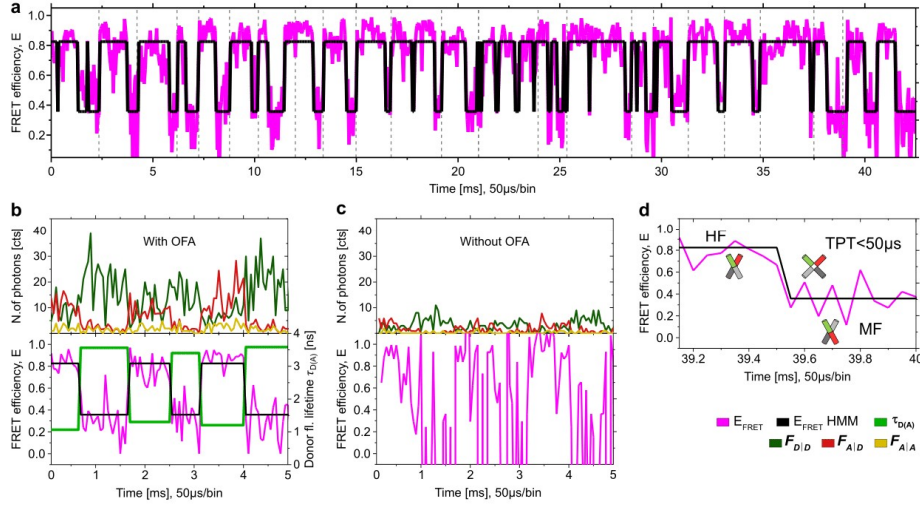 a
FRET efficiency, E
1.0
0.8
0.6
0.4
0.2
0 5 10 15 20 25 30 35 40
Time [ms], 50µs/bin
b
With OFA
N.of photons [cts]
40
30
20
10
4
FRET efficiency, E
1.0
0.8
0.6
0.4
0.2
0.0
3
2
1
0
Donor fl. lifetime τD(A) [ns]
0 1 2 3 4 5
Time [ms], 50µs/bin
c
Without OFA
N.of photons [cts]
40
30
20
10
0
FRET efficiency, E
1.0
0.8
0.6
0.4
0.2
0.0
0 1 2 3 4 5
Time [ms], 50µs/bin
d
FRET efficiency, E
1.0
0.8
0.6
0.4
0.2
0.0
HF
TPT<50µs
MF
39.2 39.4 39.6 39.8 40
Time [ms], 50µs/bin
EFRET EFRET HMM τD(A)
FD|D FA|D FA|A